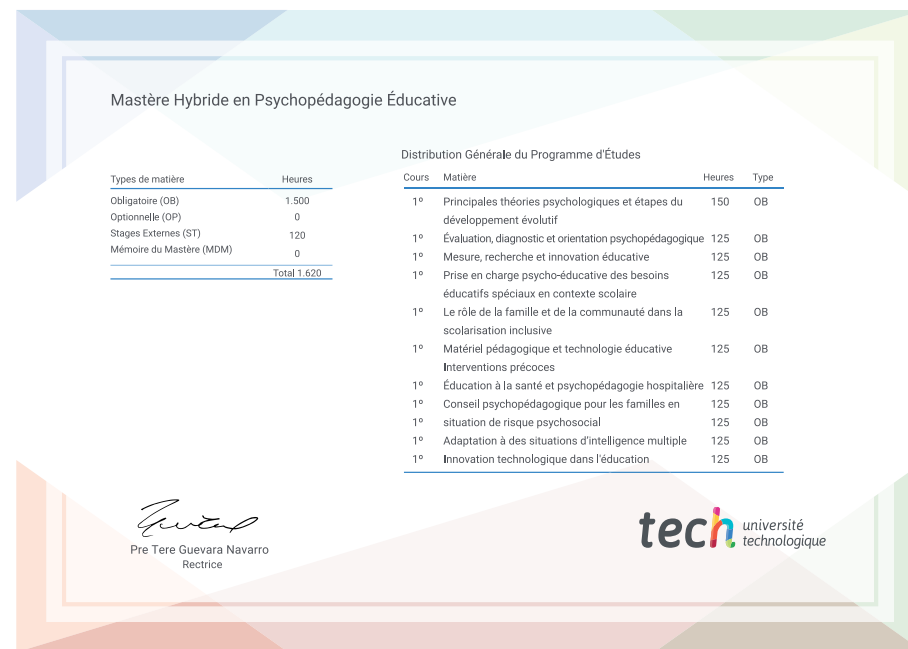 Mastère Hybride en Psychopédagogie Éducative
Types de matière Heures
Obligatoire (OB) 1.500
Optionnelle (OP) 0
Stages Externes (ST) 120
Mémoire du Mastère (MDM) 0
Total 1.620
Distribution Générale du Programme d'Études
Cours Matière Heures Type
1º Principales théories psychologiques et étapes du 150 OB
développement évolutif
1º Évaluation, diagnostic et orientation psychopédagogique 125 OB
1º Mesure, recherche et innovation éducative 125 OB
1º Prise en charge psycho-éducative des besoins 125 OB
éducatifs spéciaux en contexte scolaire
1º Le rôle de la famille et de la communauté dans la 125 OB
scolarisation inclusive
1º Matériel pédagogique et technologie éducative 125 OB
Interventions précoces
1º Éducation à la santé et psychopédagogie hospitalière 125 OB
1º Conseil psychopédagogique pour les familles en 125 OB
1º situation de risque psychosocial 125 OB
1º Adaptation à des situations d'intelligence multiple 125 OB
1º Innovation technologique dans l'éducation 125 OB
Pre Tere Guevara Navarro
Rectrice
tech université
technologique